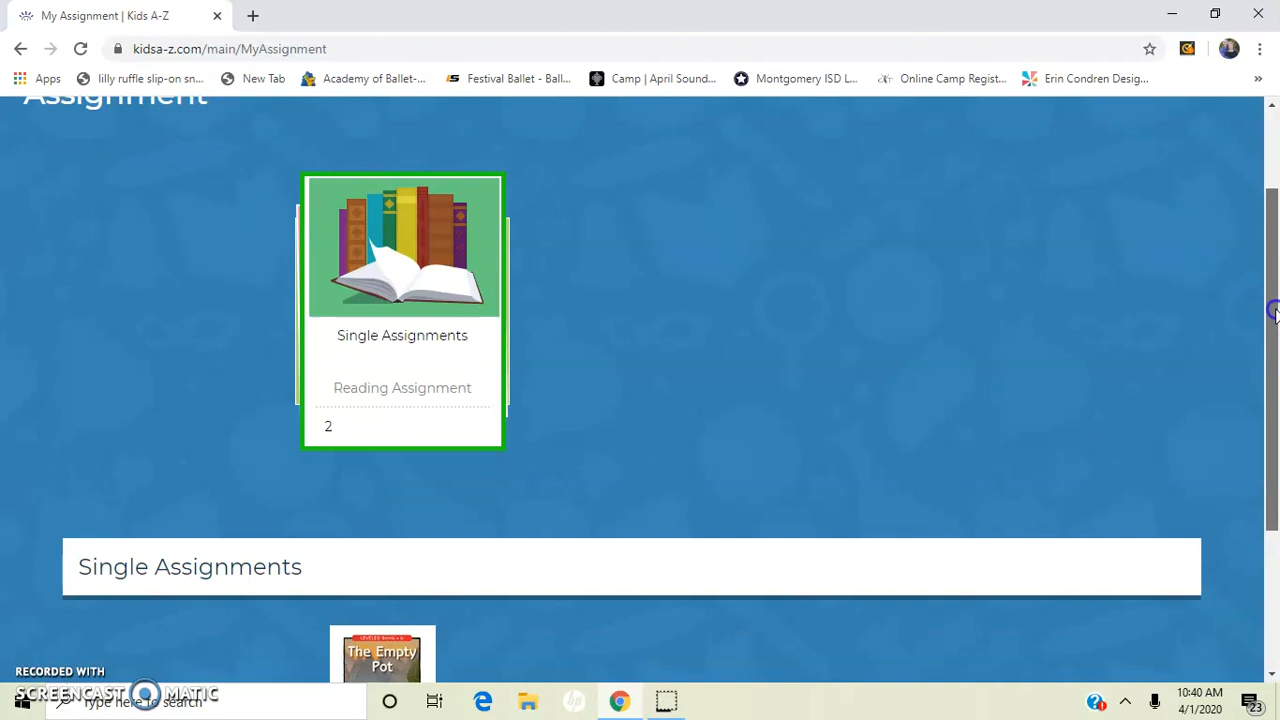 My Assignment | Kids A-Z
kidsa-z.com/main/MyAssignment
Apps lilly ruffle slip-on sn... New Tab Academy of Ballet-... Festival Ballet - Ball... Camp | April Sound... Montgomery ISD L... Online Camp Regist... Erin Condren Desig... »
Assignment
Single Assignments
Reading Assignment
2
Single Assignments
The Empty
Pot
RECORDED WITH
SCREENCAST MATIC
Type here to search
10:40 AM
4/1/2020
23